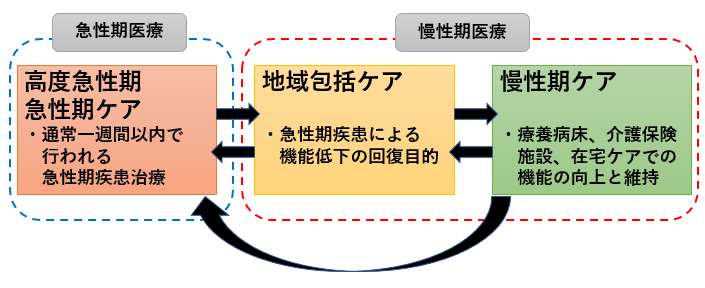 急性期医療
慢性期医療
高度急性期
急性期ケア
・通常一週間以内で
行われる
急性期疾患治療
地域包括ケア
・急性期疾患による
機能低下の回復目的
慢性期ケア
・療養病床、介護保険
施設、在宅ケアでの
機能の向上と維持